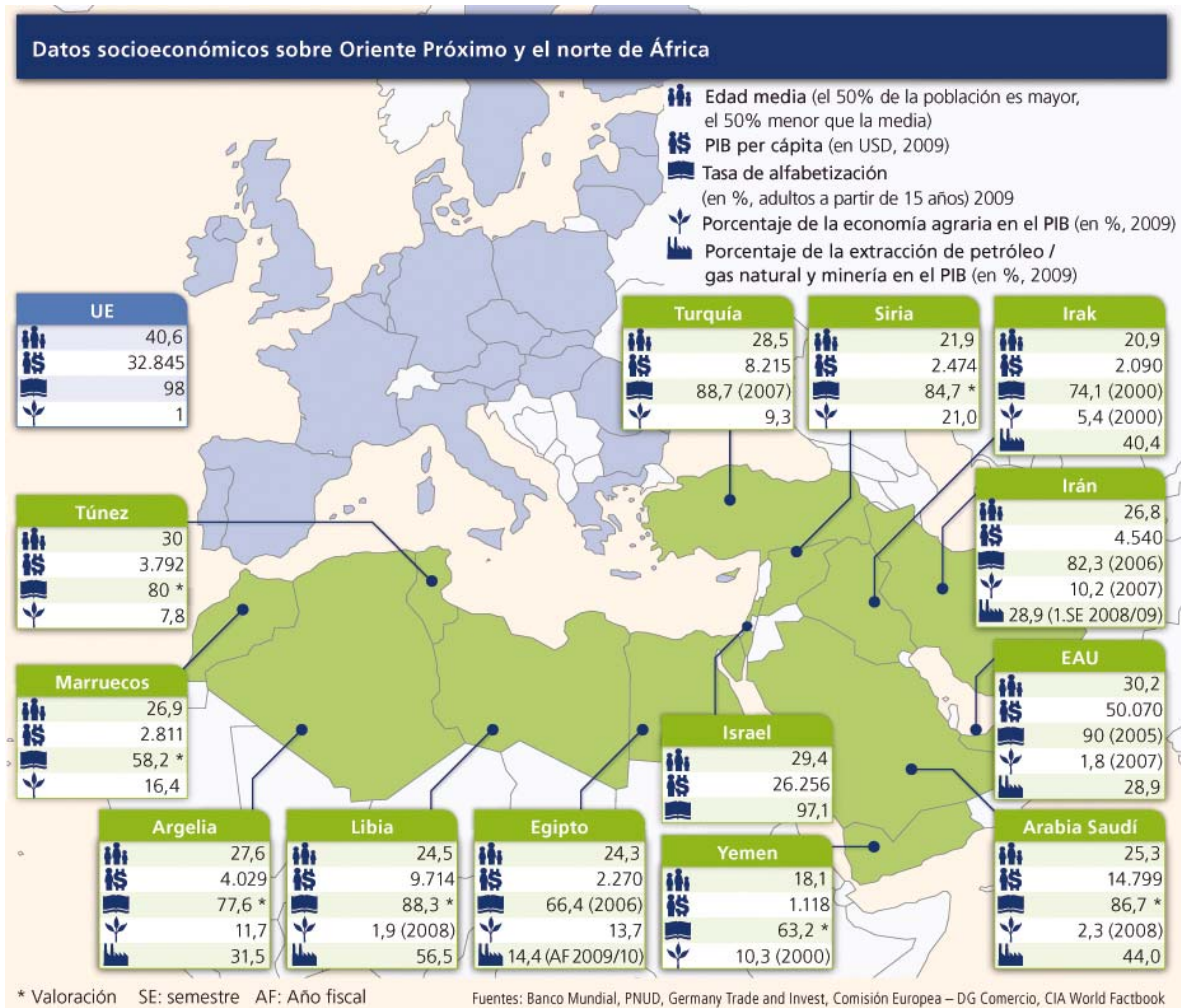 Datos socioeconómicos sobre Oriente Próximo y el norte de África
Edad media (el 50% de la población es mayor,
el 50% menor que la media)
PIB per cápita (en USD, 2009)
Tasa de alfabetización
(en %, adultos a partir de 15 años) 2009
Porcentaje de la economía agraria en el PIB (en %, 2009)
Porcentaje de la extracción de petróleo /
gas natural y minería en el PIB (en %, 2009)
UE
40,6
32.845
98
1
Turquía
28,5
8.215
88,7 (2007)
9,3
Siria
21,9
2.474
84,7 *
21,0
Irak
20,9
2.090
74,1 (2000)
5,4 (2000)
40,4
Túnez
30
3.792
80 *
7,8
Irán
26,8
4.540
82,3 (2006)
10,2 (2007)
28,9 (1.SE 2008/09)
Marruecos
26,9
2.811
58,2 *
16,4
EAU
30,2
50.070
90 (2005)
1,8 (2007)
28,9
Israel
29,4
26.256
97,1
Argelia
27,6
4.029
77,6 *
11,7
31,5
Libia
24,5
9.714
88,3 *
1,9 (2008)
56,5
Egipto
24,3
2.270
66,4 (2006)
13,7
14,4 (AF 2009/10)
Yemen
18,1
1.118
63,2 *
10,3 (2000)
Arabia Saudí
25,3
14.799
86,7 *
2,3 (2008)
44,0
* Valoración SE: semestre AF: Año fiscal
Fuentes: Banco Mundial, PNUD, Germany Trade and Invest, Comisión Europea – DG Comercio, CIA World Factbook